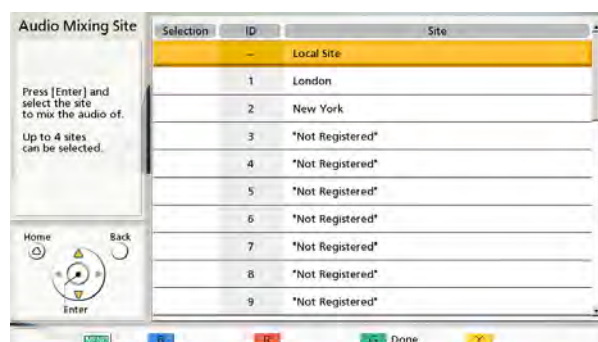 Audio Mixing Site
Press [Enter] and
select the site
to mix the audio of.
Up to 4 sites
can be selected.
Home Back
Enter
Selection ID Site
– Local Site
1 London
2 New York
3 "Not Registered"
4 "Not Registered"
5 "Not Registered"
6 "Not Registered"
7 "Not Registered"
8 "Not Registered"
9 "Not Registered"
B R G Done Y